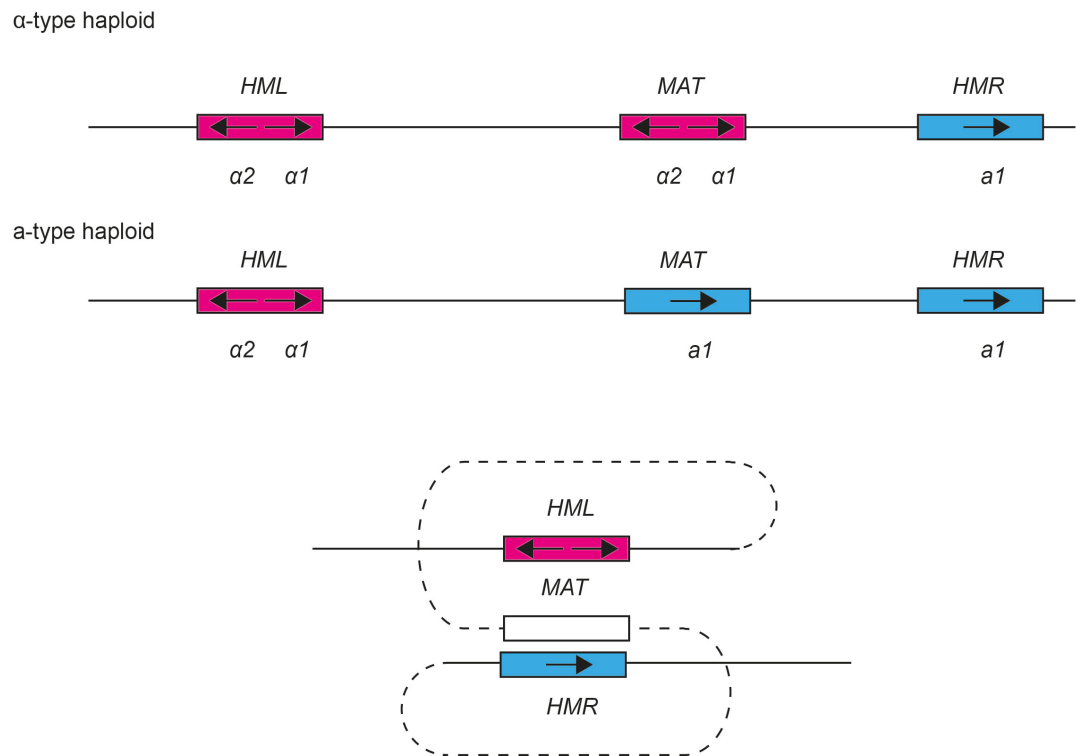 α-type haploid
HML MAT HMR
α2 α1 α2 α1 a1
a-type haploid
HML MAT HMR
α2 α1 a1 a1
HML
MAT
HMR